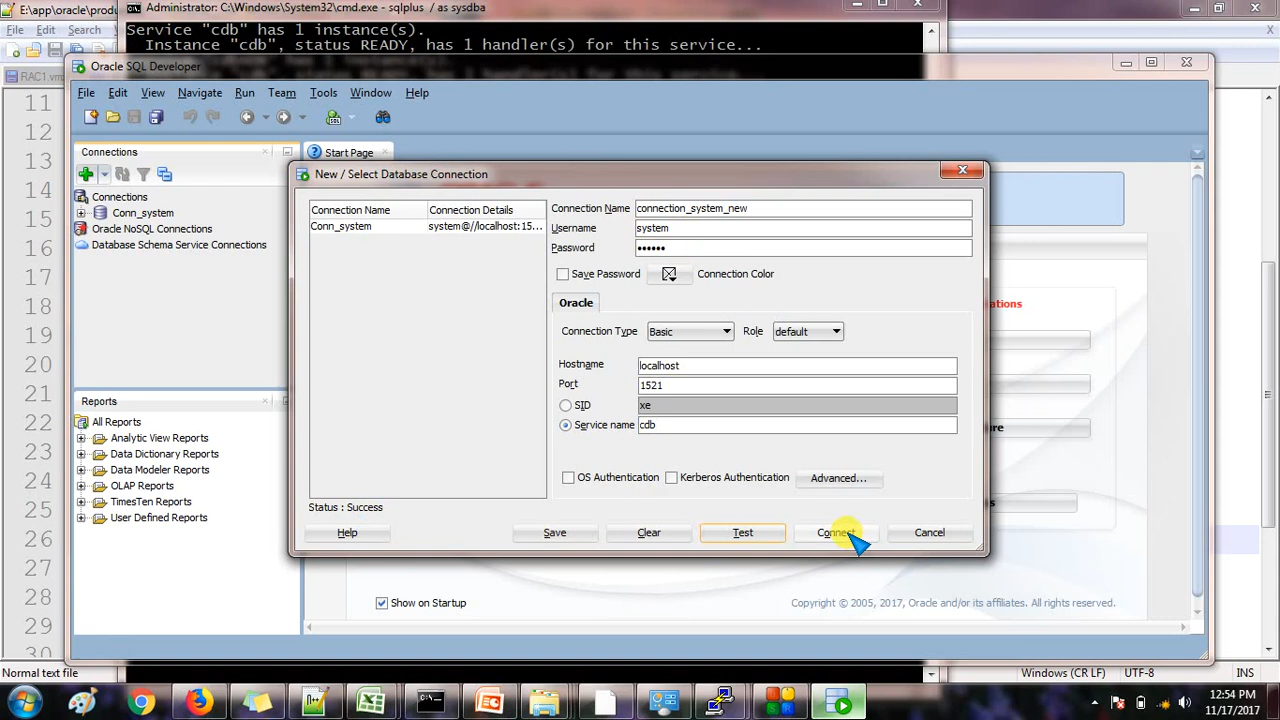 E:\app\oracle\produ
Administrator: C:\Windows\System32\cmd.exe - sqlplus / as sysdba
File Edit Search
Service "cdb" has 1 instance(s).
Instance "cdb", status READY, has 1 handler(s) for this service...
RAC1.vm
X
Oracle SQL Developer
File Edit View Navigate Run Team Tools Window Help
Connections
Start Page
Connections
Conn_system
Oracle NoSQL Connections
Database Schema Service Connections
Reports
All Reports
Analytic View Reports
Data Dictionary Reports
Data Modeler Reports
OLAP Reports
TimesTen Reports
User Defined Reports
New / Select Database Connection
Connection Name Connection Details
Conn_system system@//localhost:15...
Connection Name connection_system_new
Username system
Password ••••••
Save Password Connection Color
Oracle
Connection Type Basic Role default
Hostname localhost
Port 1521
SID xe
Service name cdb
OS Authentication Kerberos Authentication Advanced...
Status : Success
Help Save Clear Test Connect Cancel
ations
re
s
Show on Startup
Copyright © 2005, 2017, Oracle and/or its affiliates. All rights reserved.
11
12
13
14
15
16
17
18
19
20
21
22
23
24
25
26
27
28
29
30
Normal text file
Windows (CR LF) UTF-8 INS
12:54 PM
11/17/2017